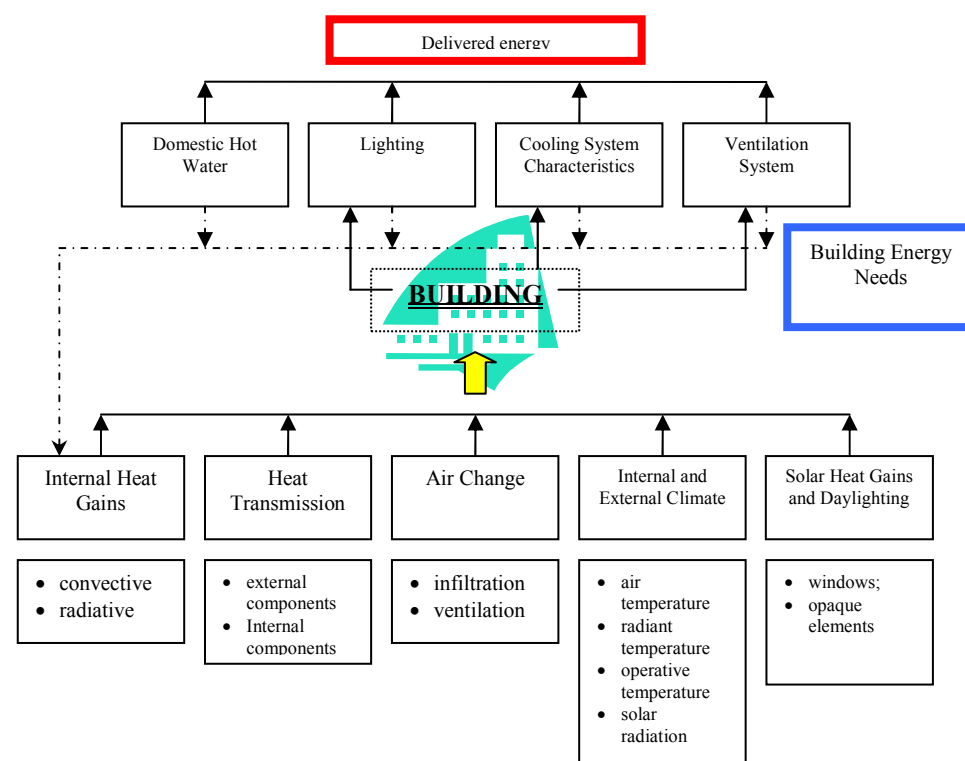 Delivered energy
Domestic Hot
Water
Lighting
Cooling System
Characteristics
Ventilation
System
Building Energy
Needs
BUILDING
Internal Heat
Gains
Heat
Transmission
Air Change
Internal and
External Climate
Solar Heat Gains
and Daylighting
• convective
• radiative
• external
components
• Internal
components
• infiltration
• ventilation
• air
temperature
• radiant
temperature
• operative
temperature
• solar
radiation
• windows;
• opaque
elements